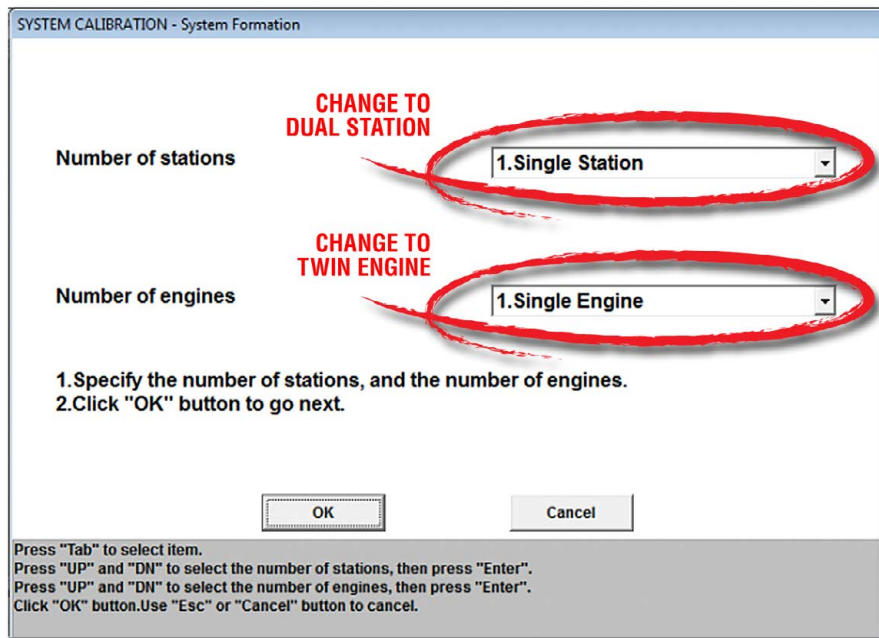 SYSTEM CALIBRATION - System Formation
CHANGE TO
DUAL STATION
Number of stations
1.Single Station
CHANGE TO
TWIN ENGINE
Number of engines
1.Single Engine
1.Specify the number of stations, and the number of engines.
2.Click "OK" button to go next.
OK
Cancel
Press "Tab" to select item.
Press "UP" and "DN" to select the number of stations, then press "Enter".
Press "UP" and "DN" to select the number of engines, then press "Enter".
Click "OK" button.Use "Esc" or "Cancel" button to cancel.